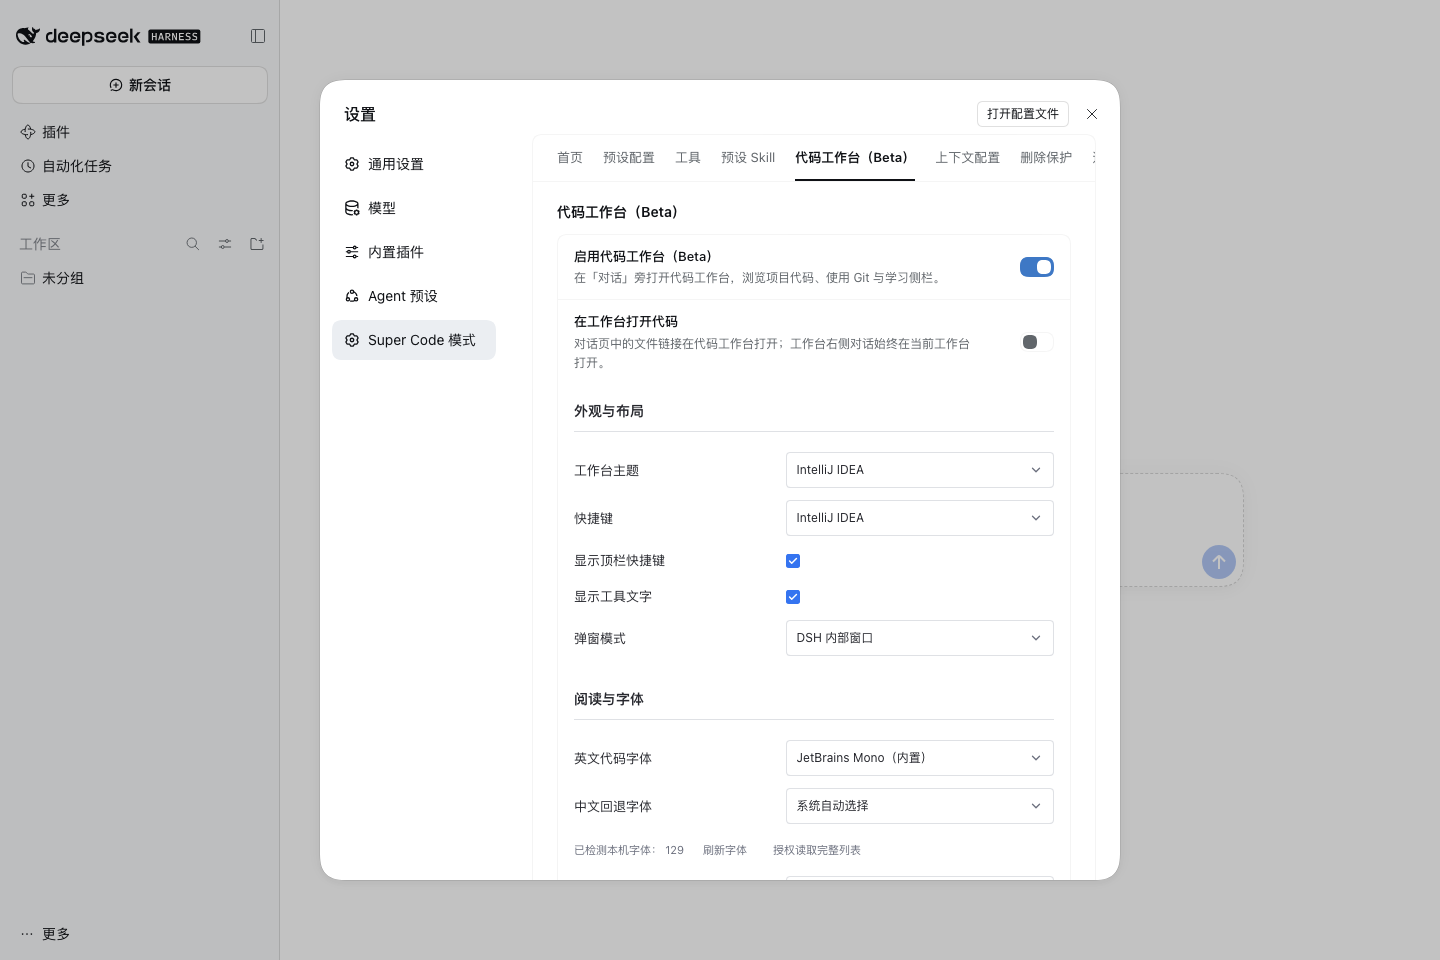 deepseek HARNESS
新会话
插件
自动化任务
更多
工作区
未分组
更多
设置
打开配置文件
通用设置
模型
内置插件
Agent 预设
Super Code 模式
首页 预设配置 工具 预设 Skill 代码工作台（Beta） 上下文配置 删除保护
代码工作台（Beta）
启用代码工作台（Beta）
在「对话」旁打开代码工作台，浏览项目代码、使用 Git 与学习侧栏。
在工作台打开代码
对话页中的文件链接在代码工作台打开；工作台右侧对话始终在当前工作台
打开。
外观与布局
工作台主题 IntelliJ IDEA
快捷键 IntelliJ IDEA
显示顶栏快捷键
显示工具文字
弹窗模式 DSH 内部窗口
阅读与字体
英文代码字体 JetBrains Mono（内置）
中文回退字体 系统自动选择
已检测本机字体： 129 刷新字体 授权读取完整列表